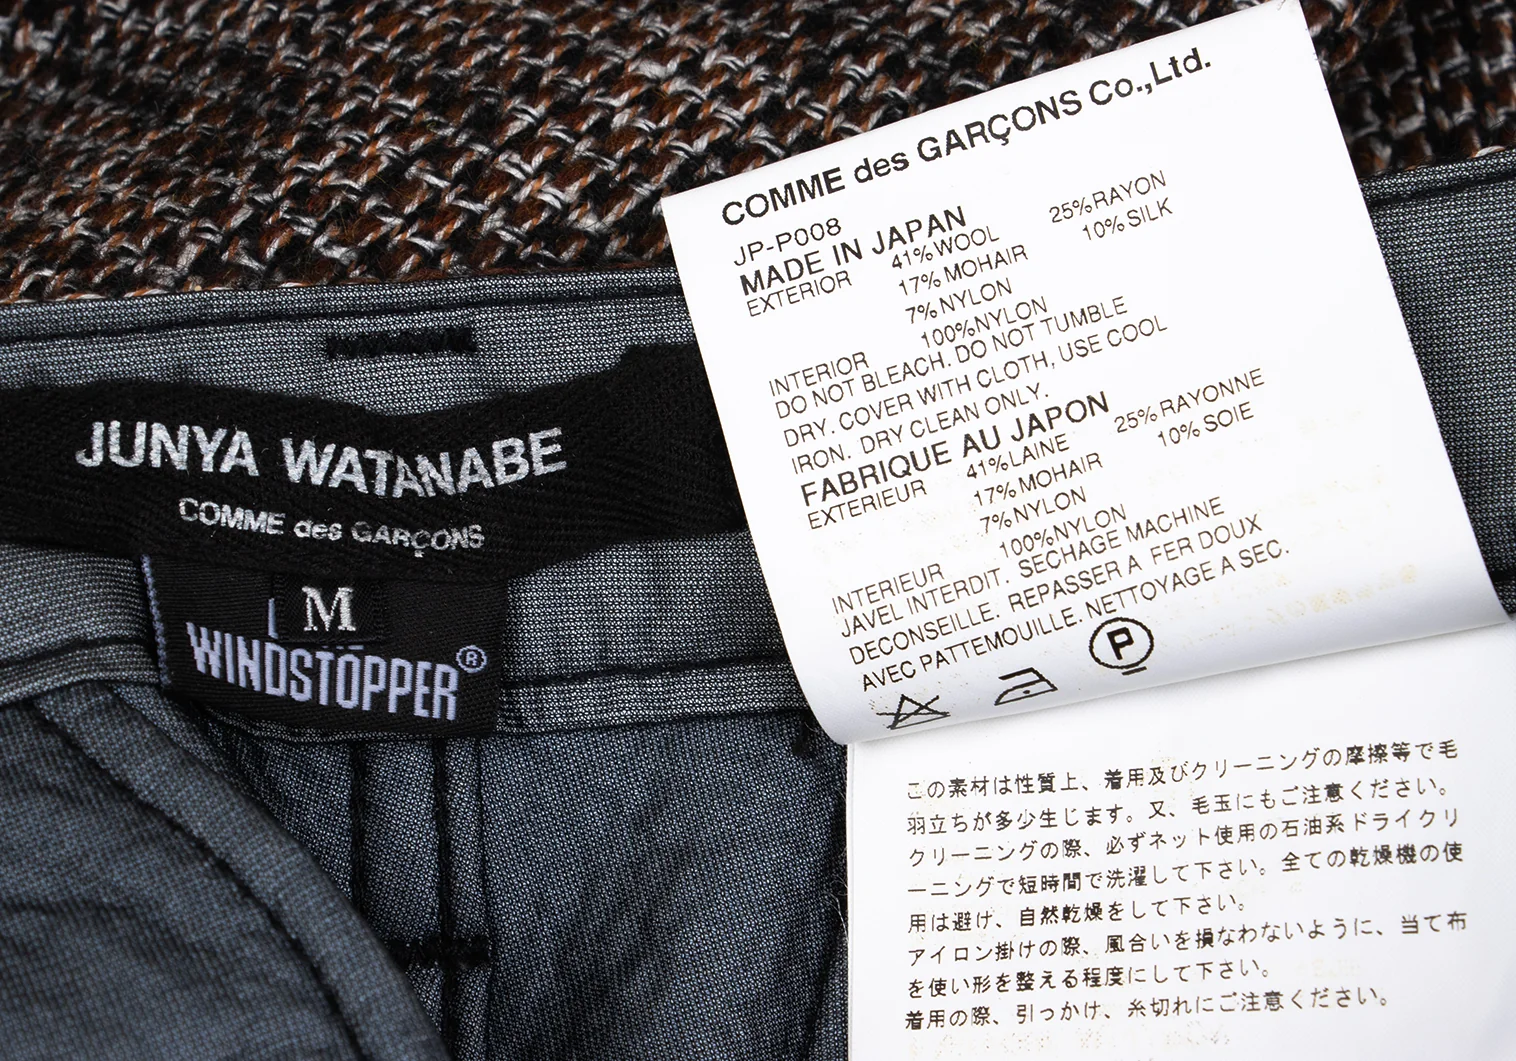 JUNYA WATANABE
COMME des GARÇONS
M
WINDSTOPPER®
COMME des GARÇONS Co.,Ltd.
JP-P008
MADE IN JAPAN
EXTERIOR 41%WOOL 25%RAYON
17%MOHAIR 10%SILK
7%NYLON
INTERIOR 100%NYLON
DO NOT BLEACH. DO NOT TUMBLE
DRY. COVER WITH CLOTH, USE COOL
IRON. DRY CLEAN ONLY.
FABRIQUE AU JAPON
EXTERIEUR 41%LAINE 25%RAYONNE
17%MOHAIR 10%SOIE
7%NYLON
INTERIEUR 100%NYLON
JAVEL INTERDIT. SECHAGE MACHINE
DECONSEILLE. REPASSER A FER DOUX
AVEC PATTEMOUILLE. NETTOYAGE A SEC.
P
この素材は性質上、着用及びクリーニングの摩擦等で毛
羽立ちが多少生じます。又、毛玉にもご注意ください。
クリーニングの際、必ずネット使用の石油系ドライクリ
ーニングで短時間で洗濯して下さい。全ての乾燥機の使
用は避け、自然乾燥をして下さい。
アイロン掛けの際、風合いを損なわないように、当て布
を使い形を整える程度にして下さい。
着用の際、引っかけ、糸切れにご注意ください。